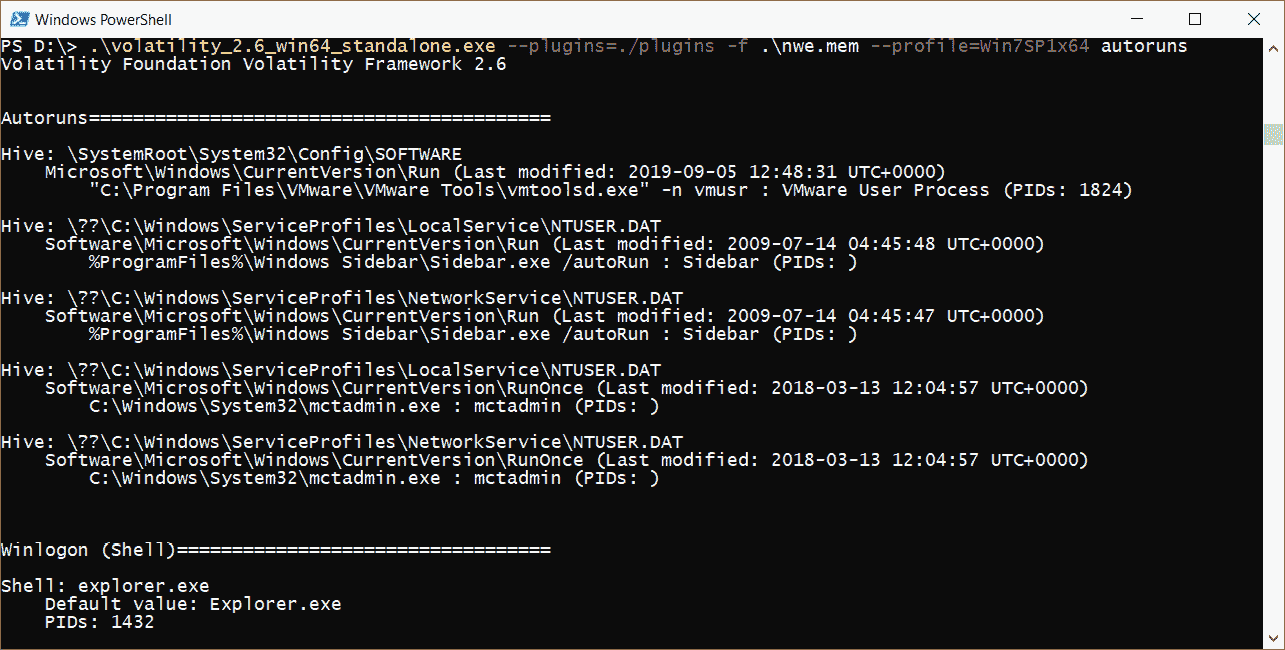 Windows PowerShell
PS D:\> .\volatility_2.6_win64_standalone.exe --plugins=./plugins -f .\nwe.mem --profile=Win7SP1x64 autoruns
Volatility Foundation Volatility Framework 2.6
Autoruns==========================================
Hive: \SystemRoot\System32\Config\SOFTWARE
    Microsoft\Windows\CurrentVersion\Run (Last modified: 2019-09-05 12:48:31 UTC+0000)
        "C:\Program Files\VMware\VMware Tools\vmtoolsd.exe" -n vmusr : VMware User Process (PIDs: 1824)
Hive: \??\C:\Windows\ServiceProfiles\LocalService\NTUSER.DAT
    Software\Microsoft\Windows\CurrentVersion\Run (Last modified: 2009-07-14 04:45:48 UTC+0000)
        %ProgramFiles%\Windows Sidebar\Sidebar.exe /autoRun : Sidebar (PIDs: )
Hive: \??\C:\Windows\ServiceProfiles\NetworkService\NTUSER.DAT
    Software\Microsoft\Windows\CurrentVersion\Run (Last modified: 2009-07-14 04:45:47 UTC+0000)
        %ProgramFiles%\Windows Sidebar\Sidebar.exe /autoRun : Sidebar (PIDs: )
Hive: \??\C:\Windows\ServiceProfiles\LocalService\NTUSER.DAT
    Software\Microsoft\Windows\CurrentVersion\RunOnce (Last modified: 2018-03-13 12:04:57 UTC+0000)
        C:\Windows\System32\mctadmin.exe : mctadmin (PIDs: )
Hive: \??\C:\Windows\ServiceProfiles\NetworkService\NTUSER.DAT
    Software\Microsoft\Windows\CurrentVersion\RunOnce (Last modified: 2018-03-13 12:04:57 UTC+0000)
        C:\Windows\System32\mctadmin.exe : mctadmin (PIDs: )
Winlogon (Shell)==================================
Shell: explorer.exe
    Default value: Explorer.exe
    PIDs: 1432